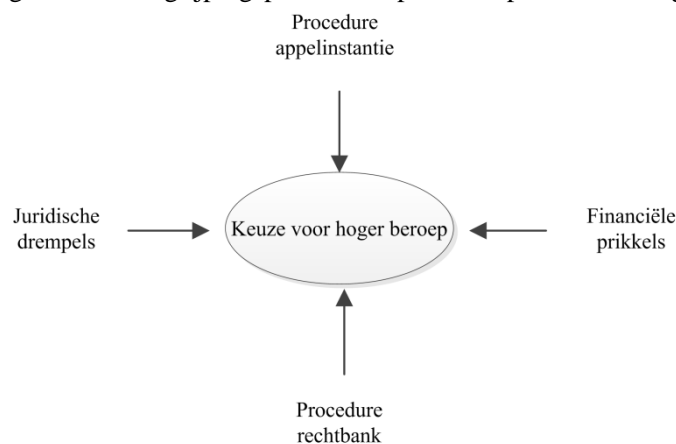 Procedure
appelinstantie
Juridische
drempels
Keuze voor hoger beroep
Financiële
prikkels
Procedure
rechtbank